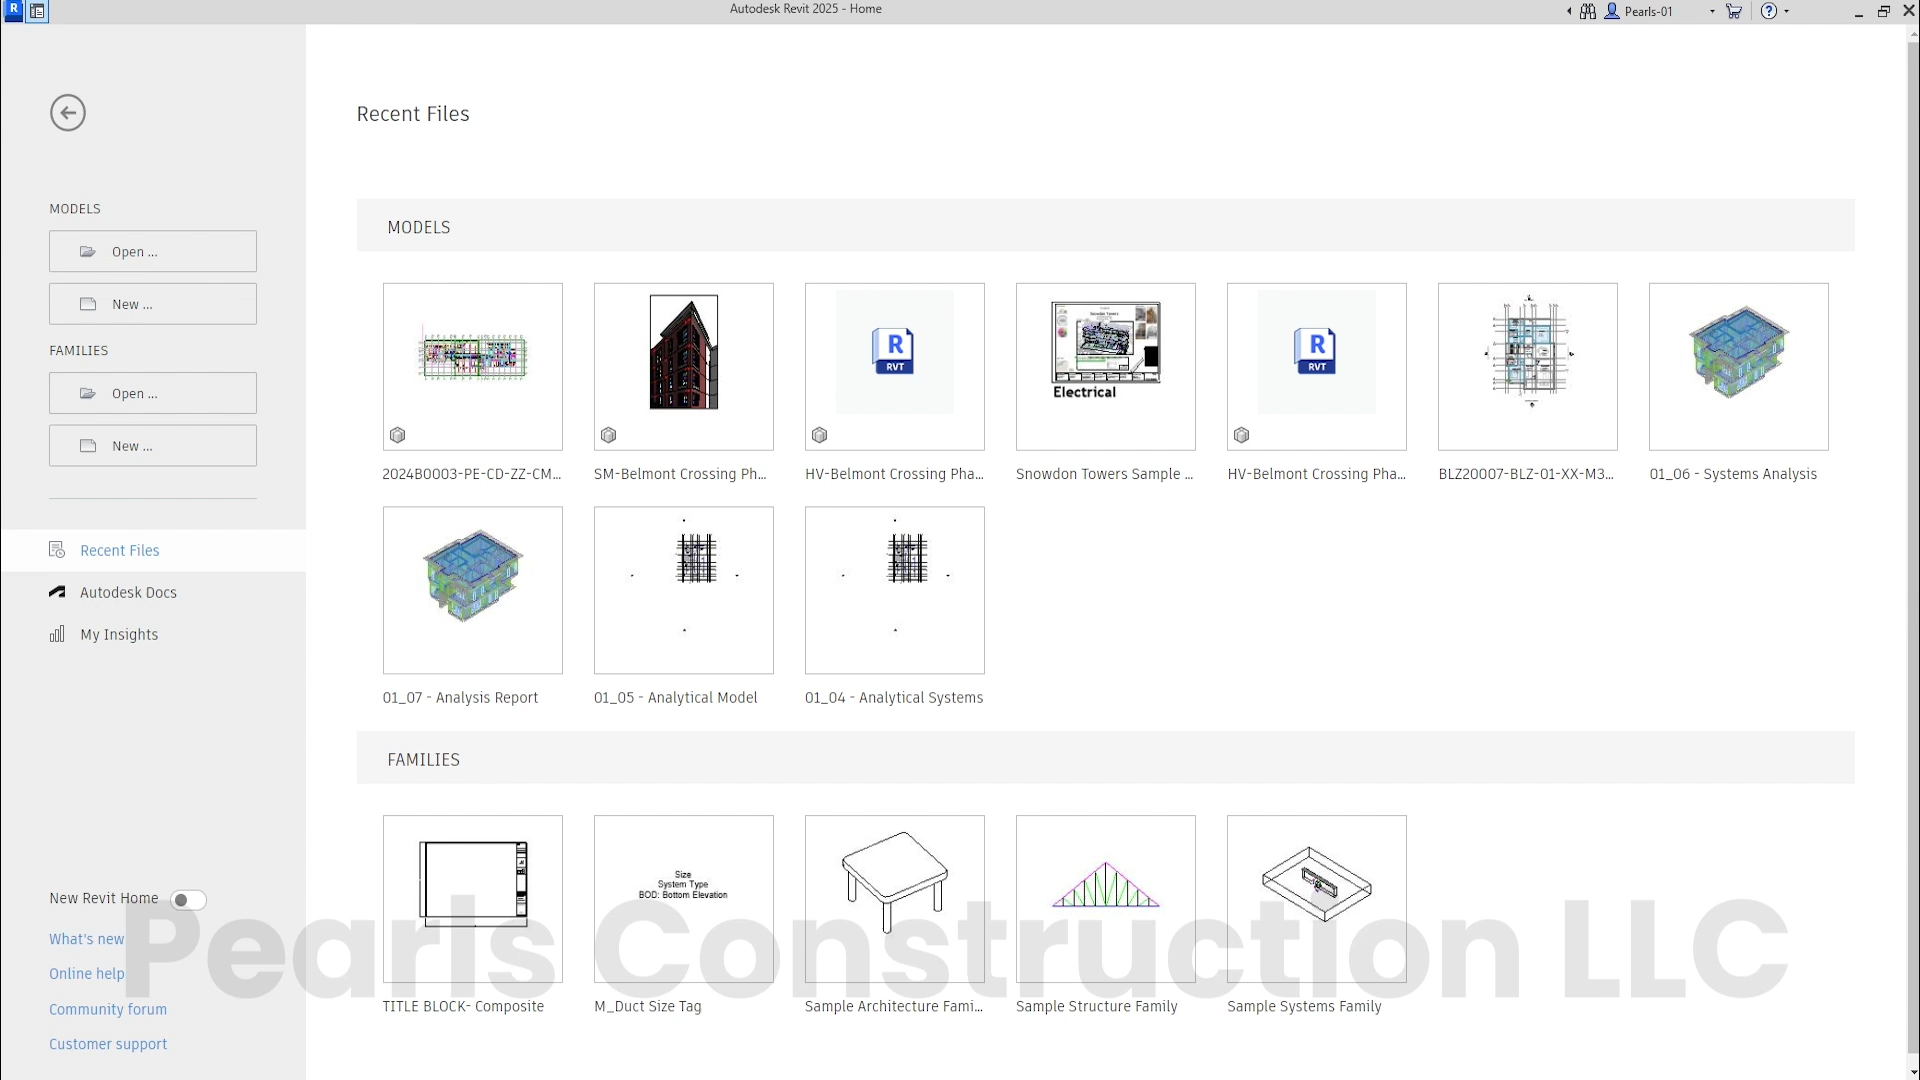 Autodesk Revit 2025 - Home
Pearls-01
Recent Files
MODELS
Open ...
New ...
FAMILIES
Open ...
New ...
Recent Files
Autodesk Docs
My Insights
New Revit Home
What's new
Online help
Community forum
Customer support
MODELS
R
RVT
Snowdon Towers
Electrical
R
RVT
2024B0003-PE-CD-ZZ-CM...
SM-Belmont Crossing Ph...
HV-Belmont Crossing Pha...
Snowdon Towers Sample ...
HV-Belmont Crossing Pha...
BLZ20007-BLZ-01-XX-M3...
01_06 - Systems Analysis
01_07 - Analysis Report
01_05 - Analytical Model
01_04 - Analytical Systems
FAMILIES
Size
System Type
BOD: Bottom Elevation
TITLE BLOCK- Composite
M_Duct Size Tag
Sample Architecture Fami...
Sample Structure Family
Sample Systems Family
Pearls Construction LLC